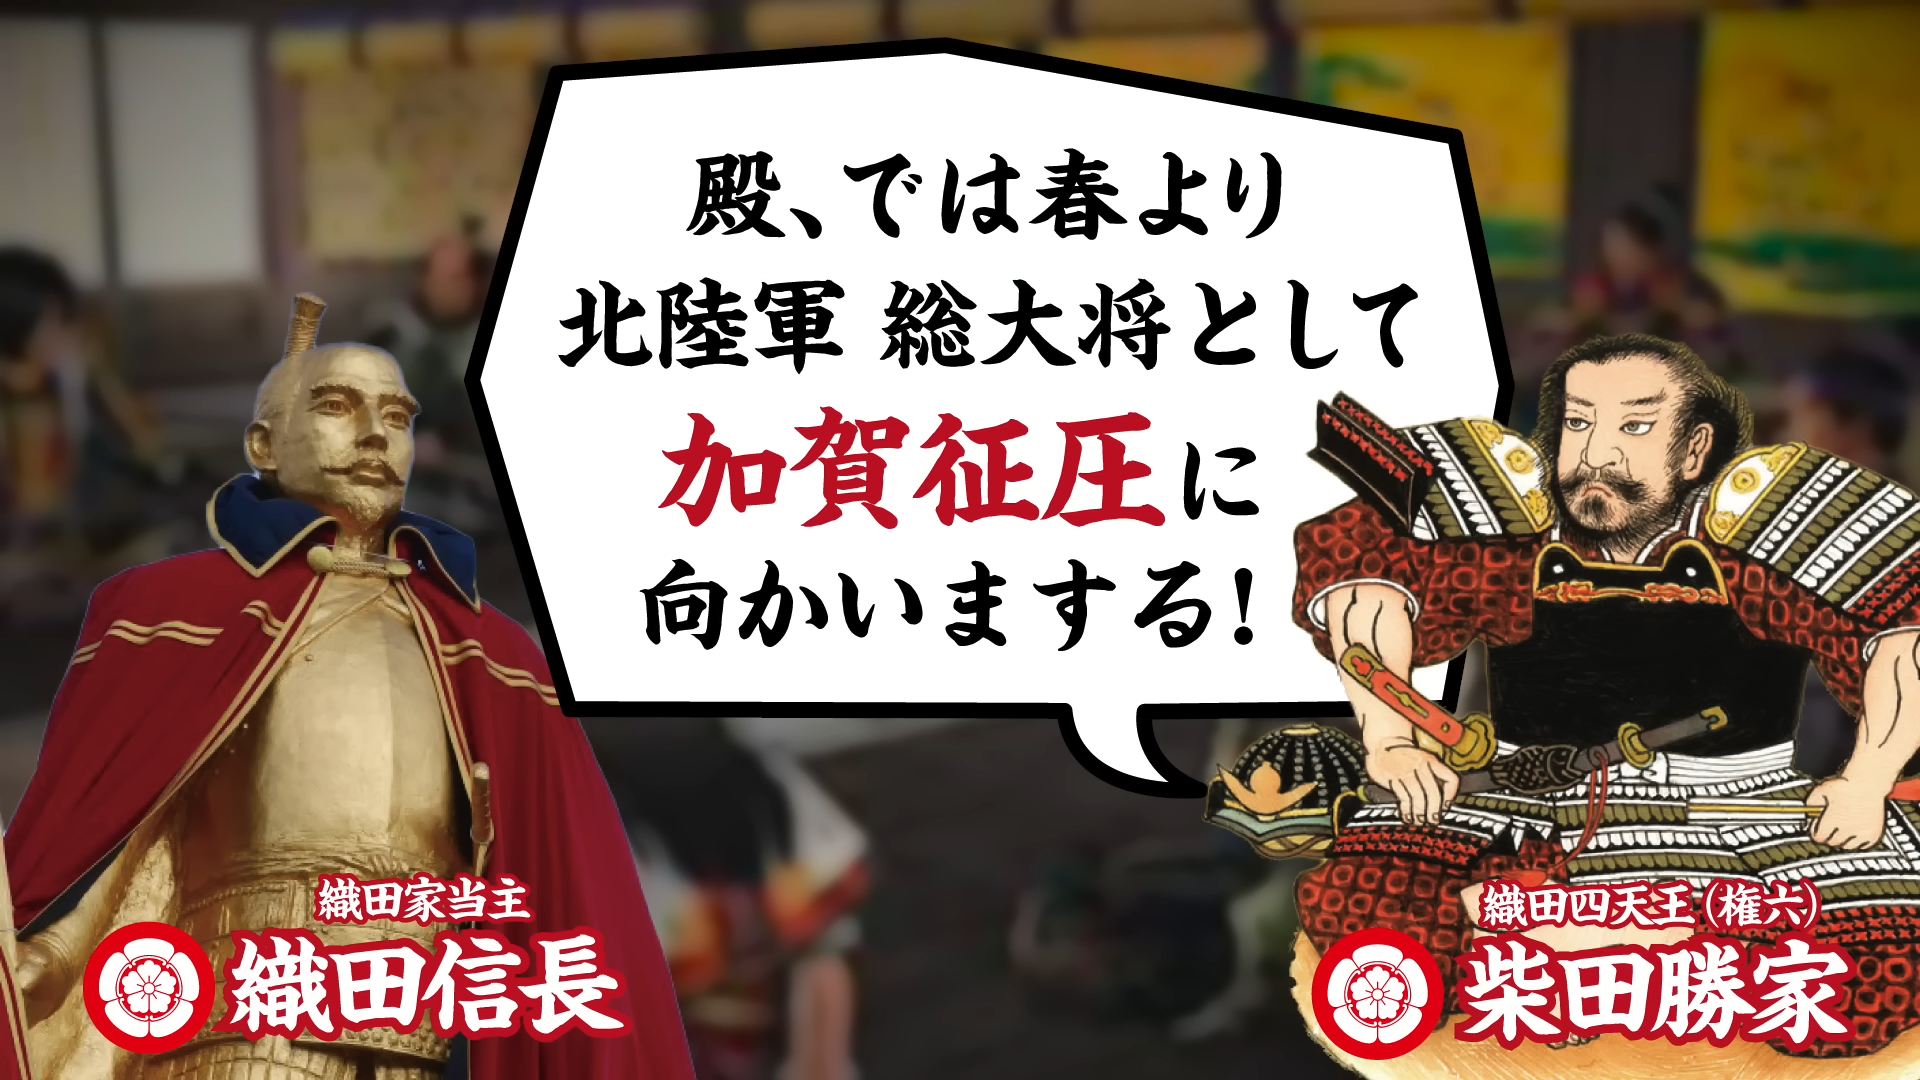 殿、では春より
北陸軍 総大将として
加賀征圧に
向かいまする!
織田家当主
織田信長
織田四天王(権六)
柴田勝家